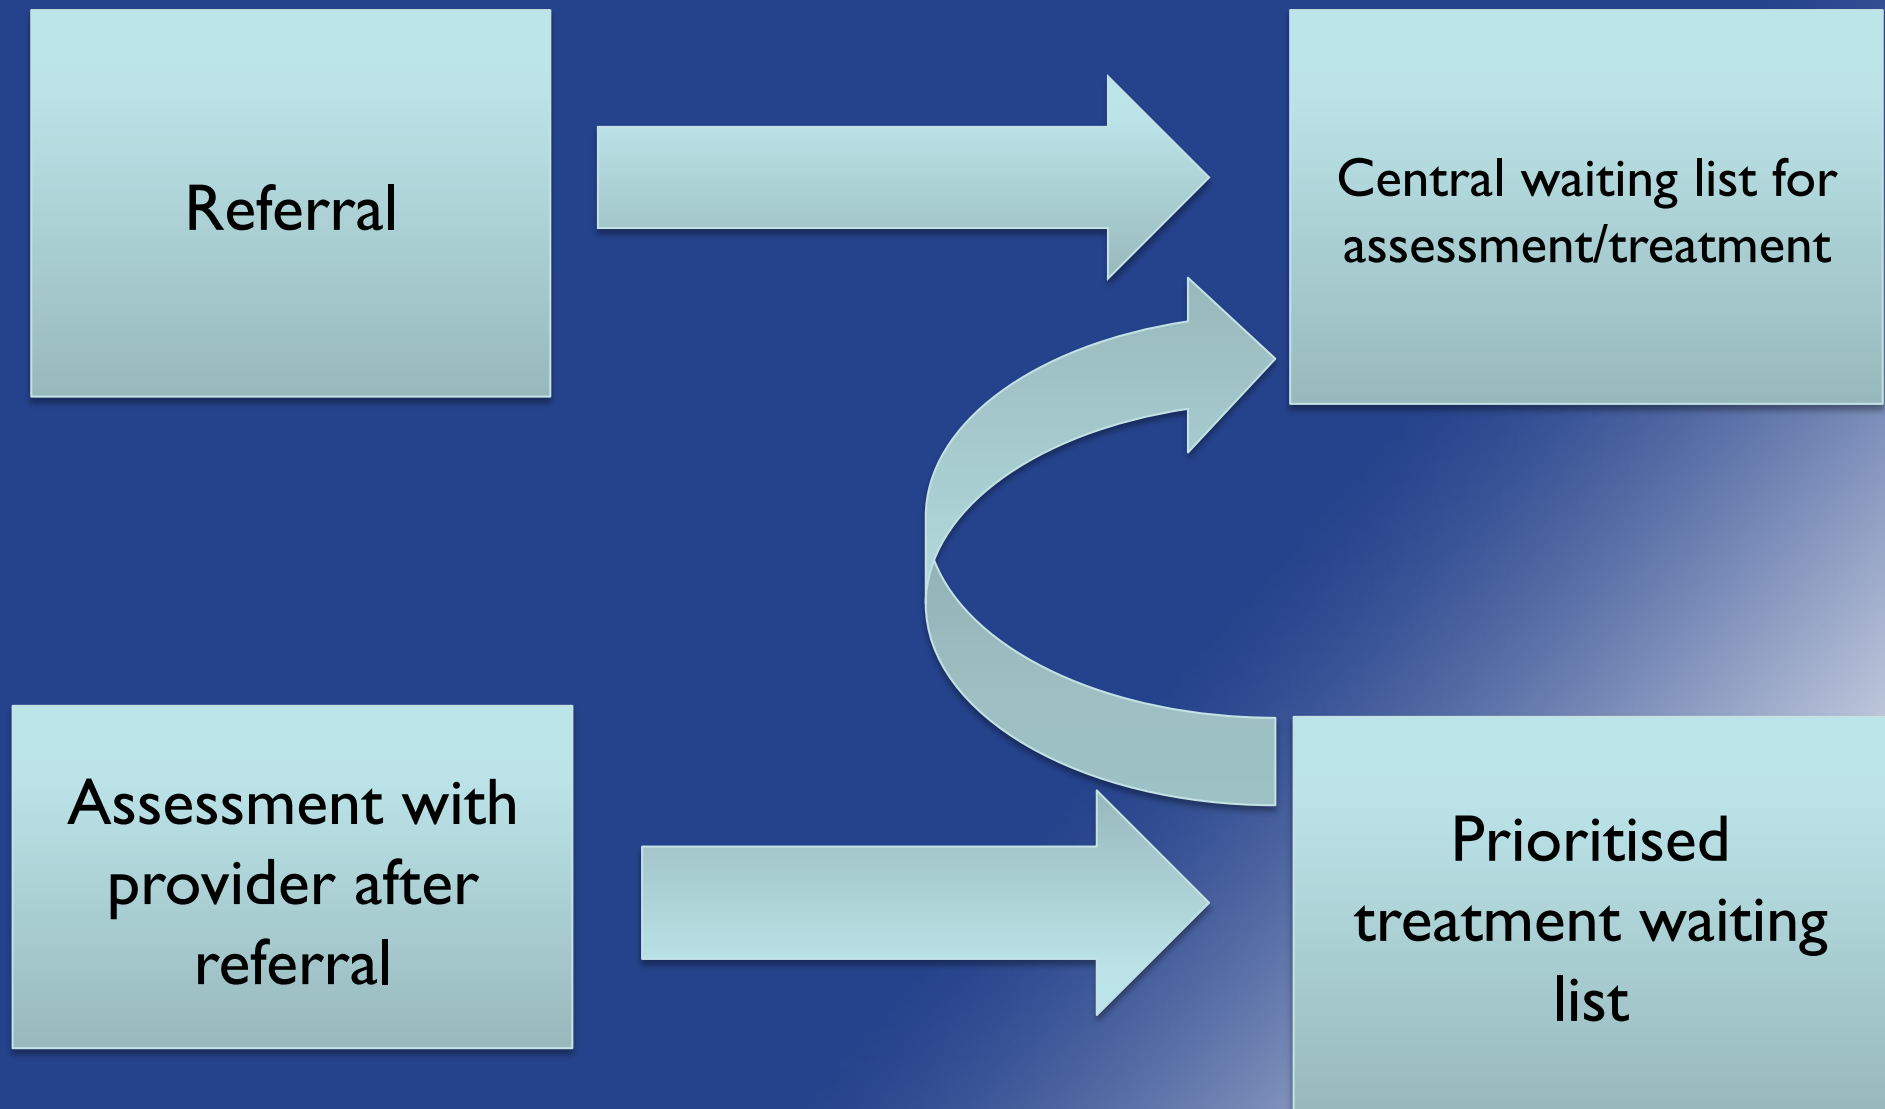 Referral
Central waiting list for
assessment/treatment
Assessment with
provider after
referral
Prioritised
treatment waiting
list